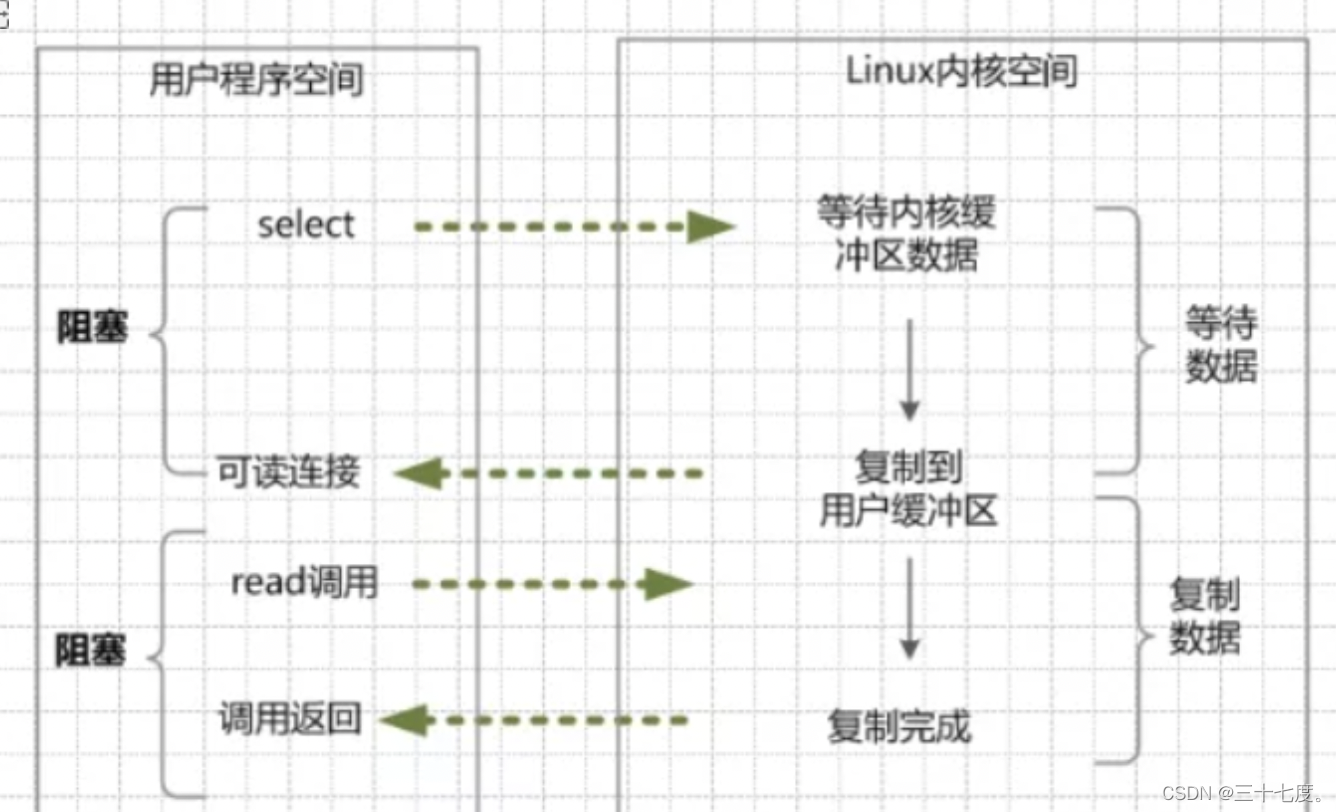 用户程序空间
Linux内核空间
select
等待内核缓
冲区数据
阻塞
等待
数据
可读连接
复制到
用户缓冲区
read调用
复制
数据
阻塞
调用返回
复制完成
CSDN @三十七度。